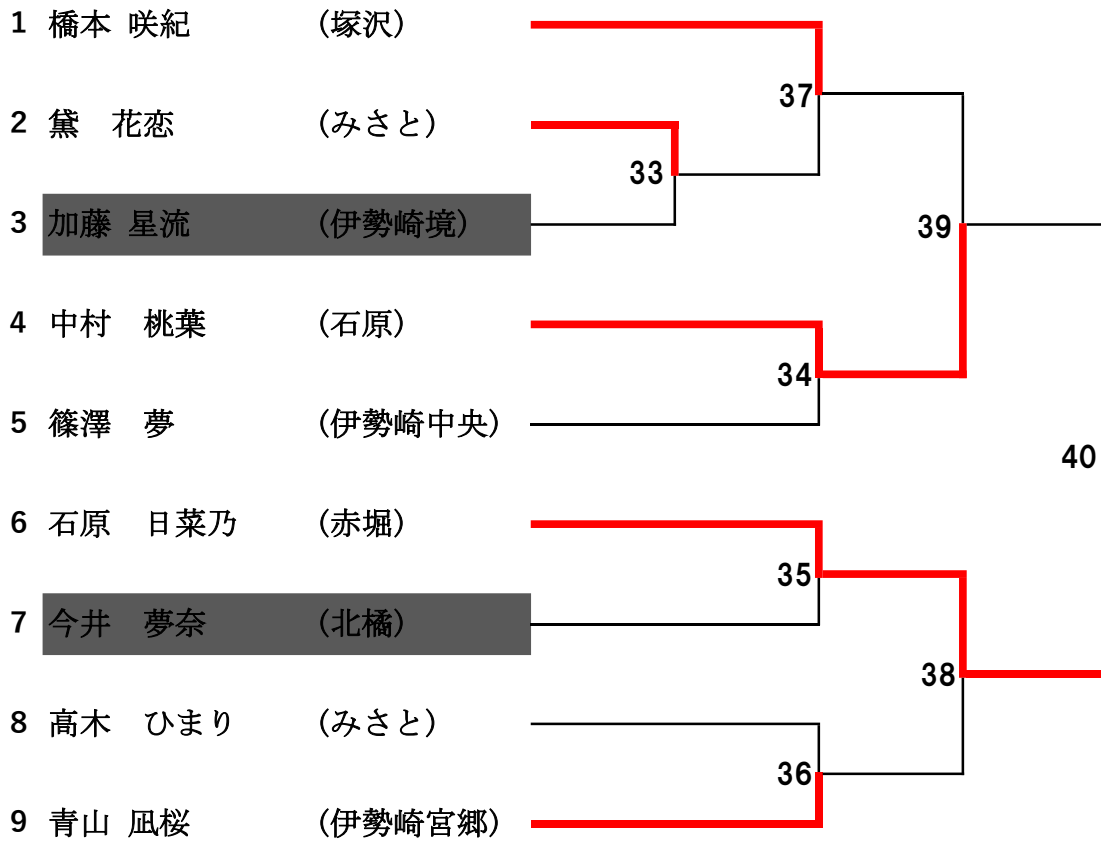 1 橋本 咲紀 (塚沢)
37
2 黛 花恋 (みさと)
33
3 加藤 星流 (伊勢崎境)
39
4 中村 桃葉 (石原)
34
5 篠澤 夢 (伊勢崎中央)
40
6 石原 日菜乃 (赤堀)
35
7 今井 夢奈 (北橘)
38
8 高木 ひまり (みさと)
36
9 青山 凪桜 (伊勢崎宮郷)